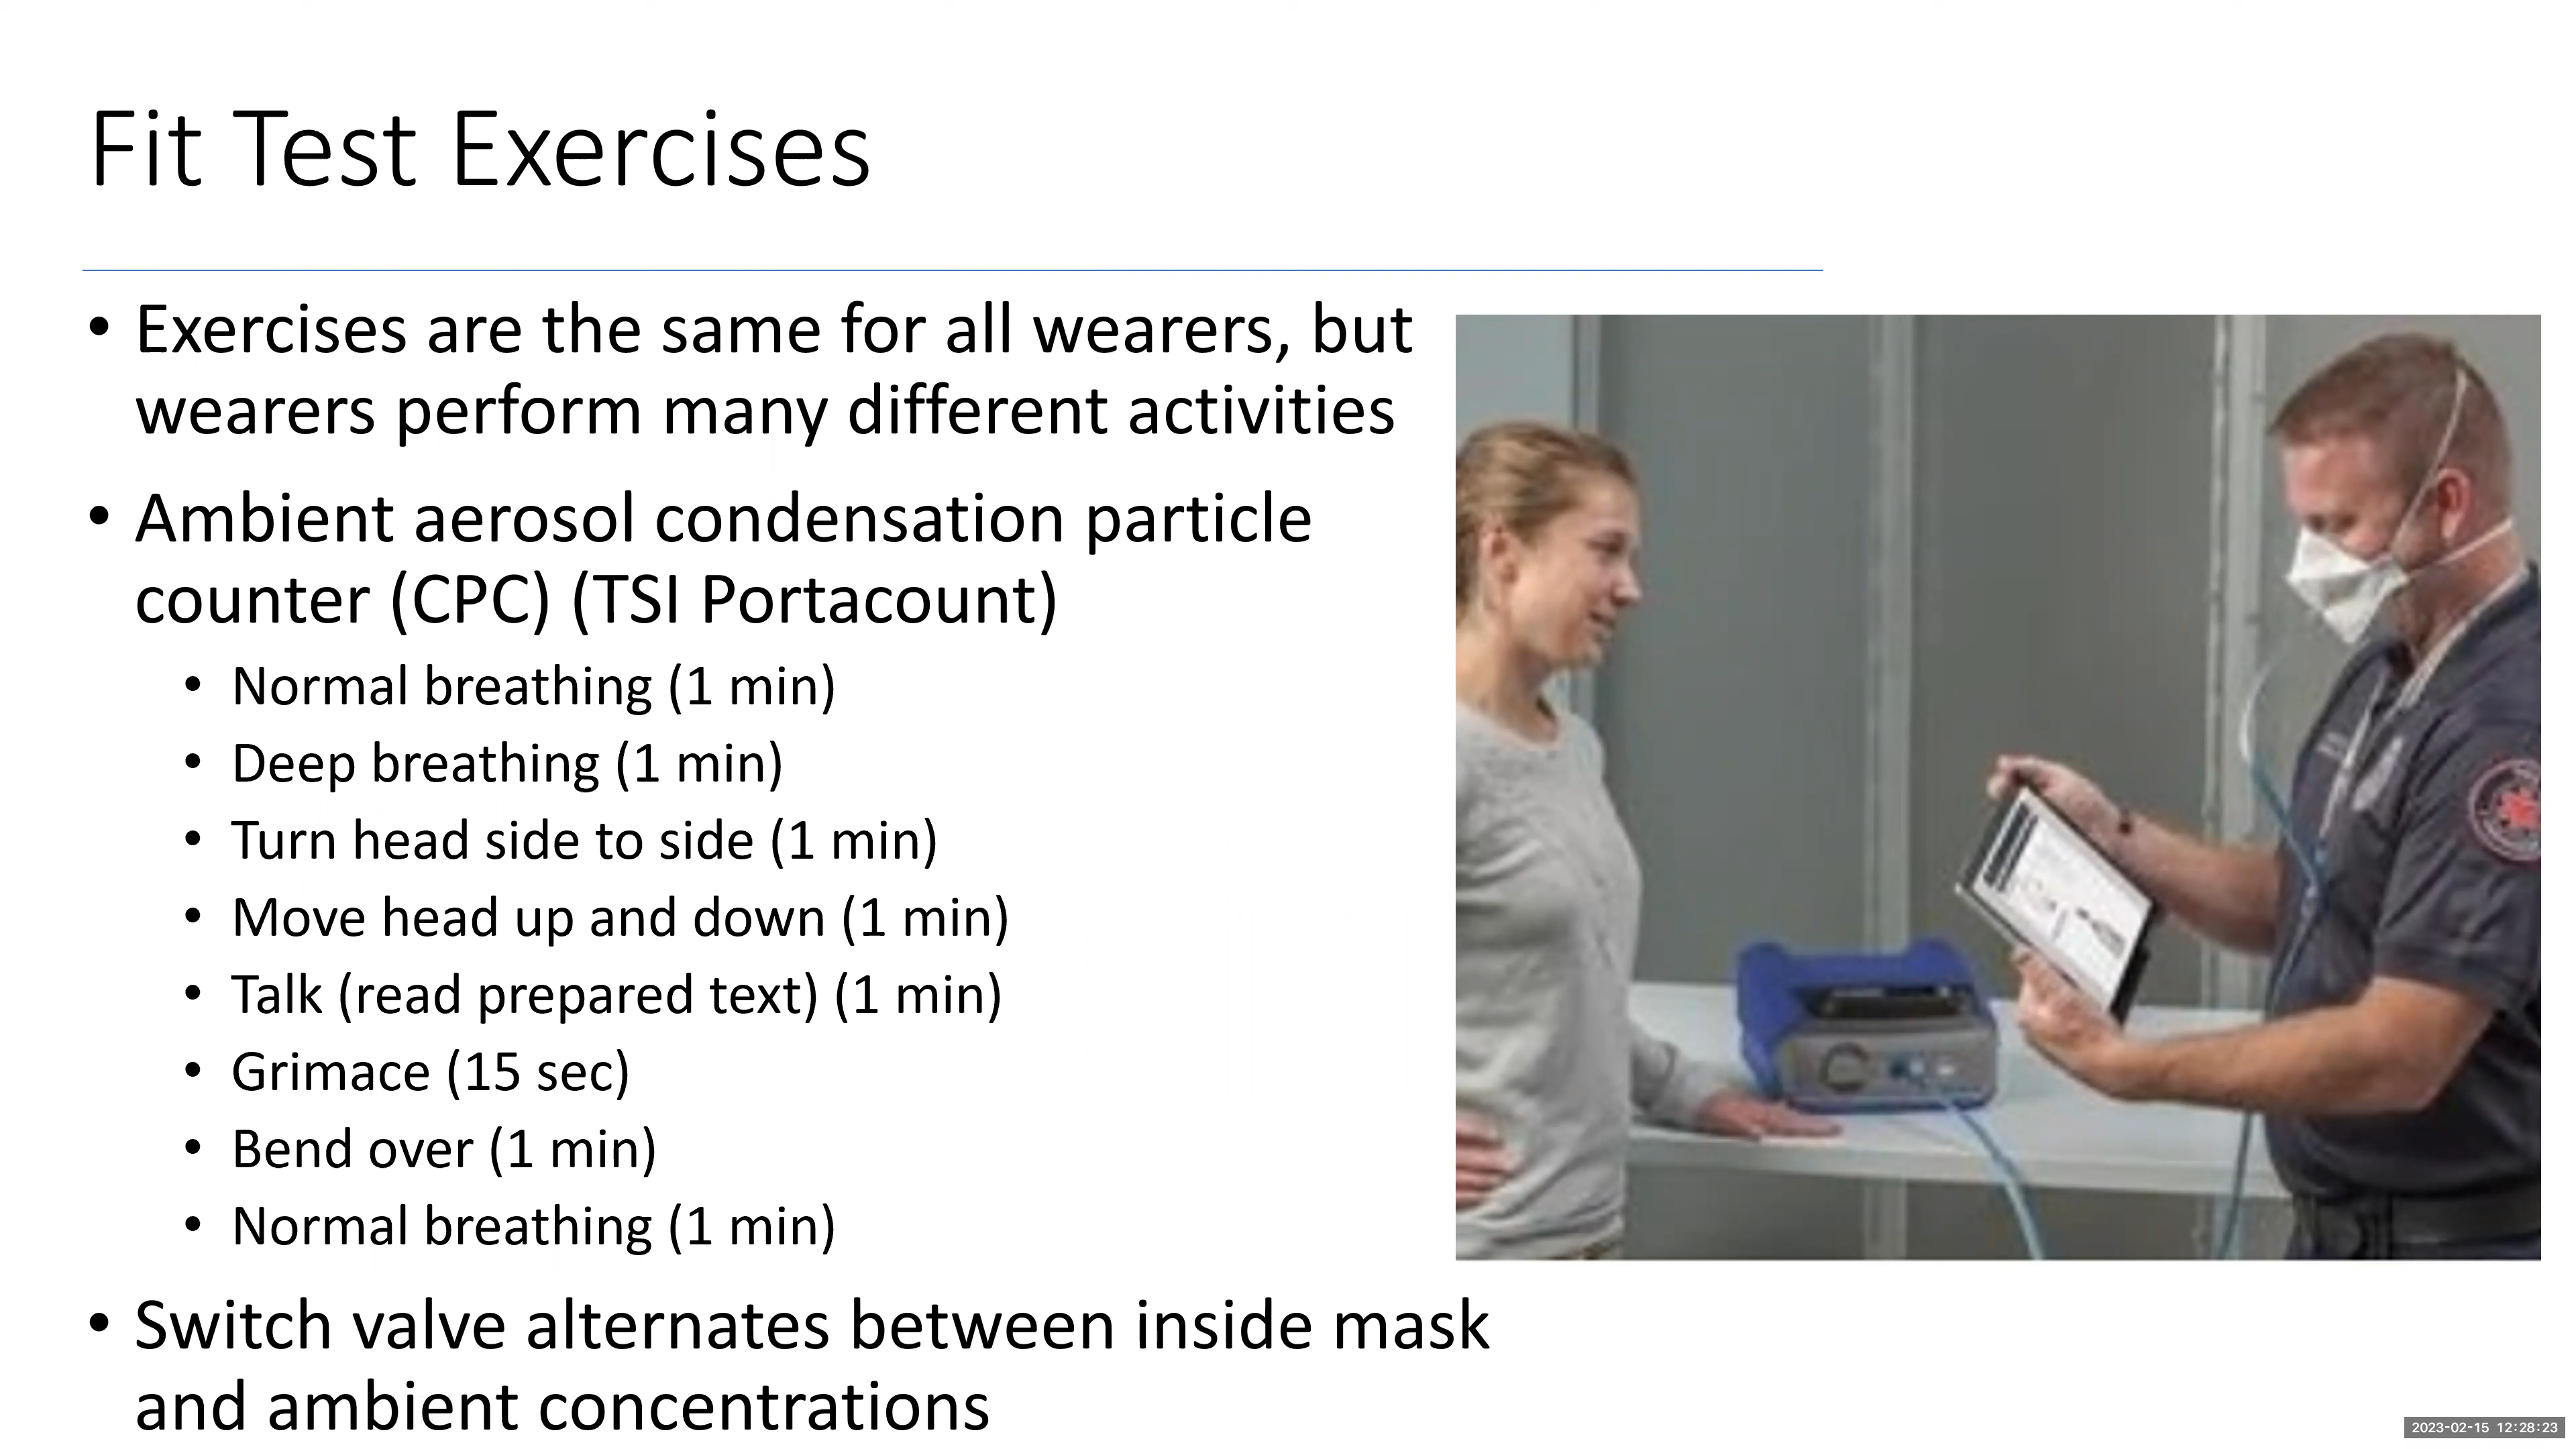 Fit Test Exercises
• Exercises are the same for all wearers, but
wearers perform many different activities
• Ambient aerosol condensation particle
counter (CPC) (TSI Portacount)
• Normal breathing (1 min)
• Deep breathing (1 min)
• Turn head side to side (1 min)
• Move head up and down (1 min)
• Talk (read prepared text) (1 min)
• Grimace (15 sec)
• Bend over (1 min)
• Normal breathing (1 min)
• Switch valve alternates between inside mask
and ambient concentrations
2023-02-15 12:28:23